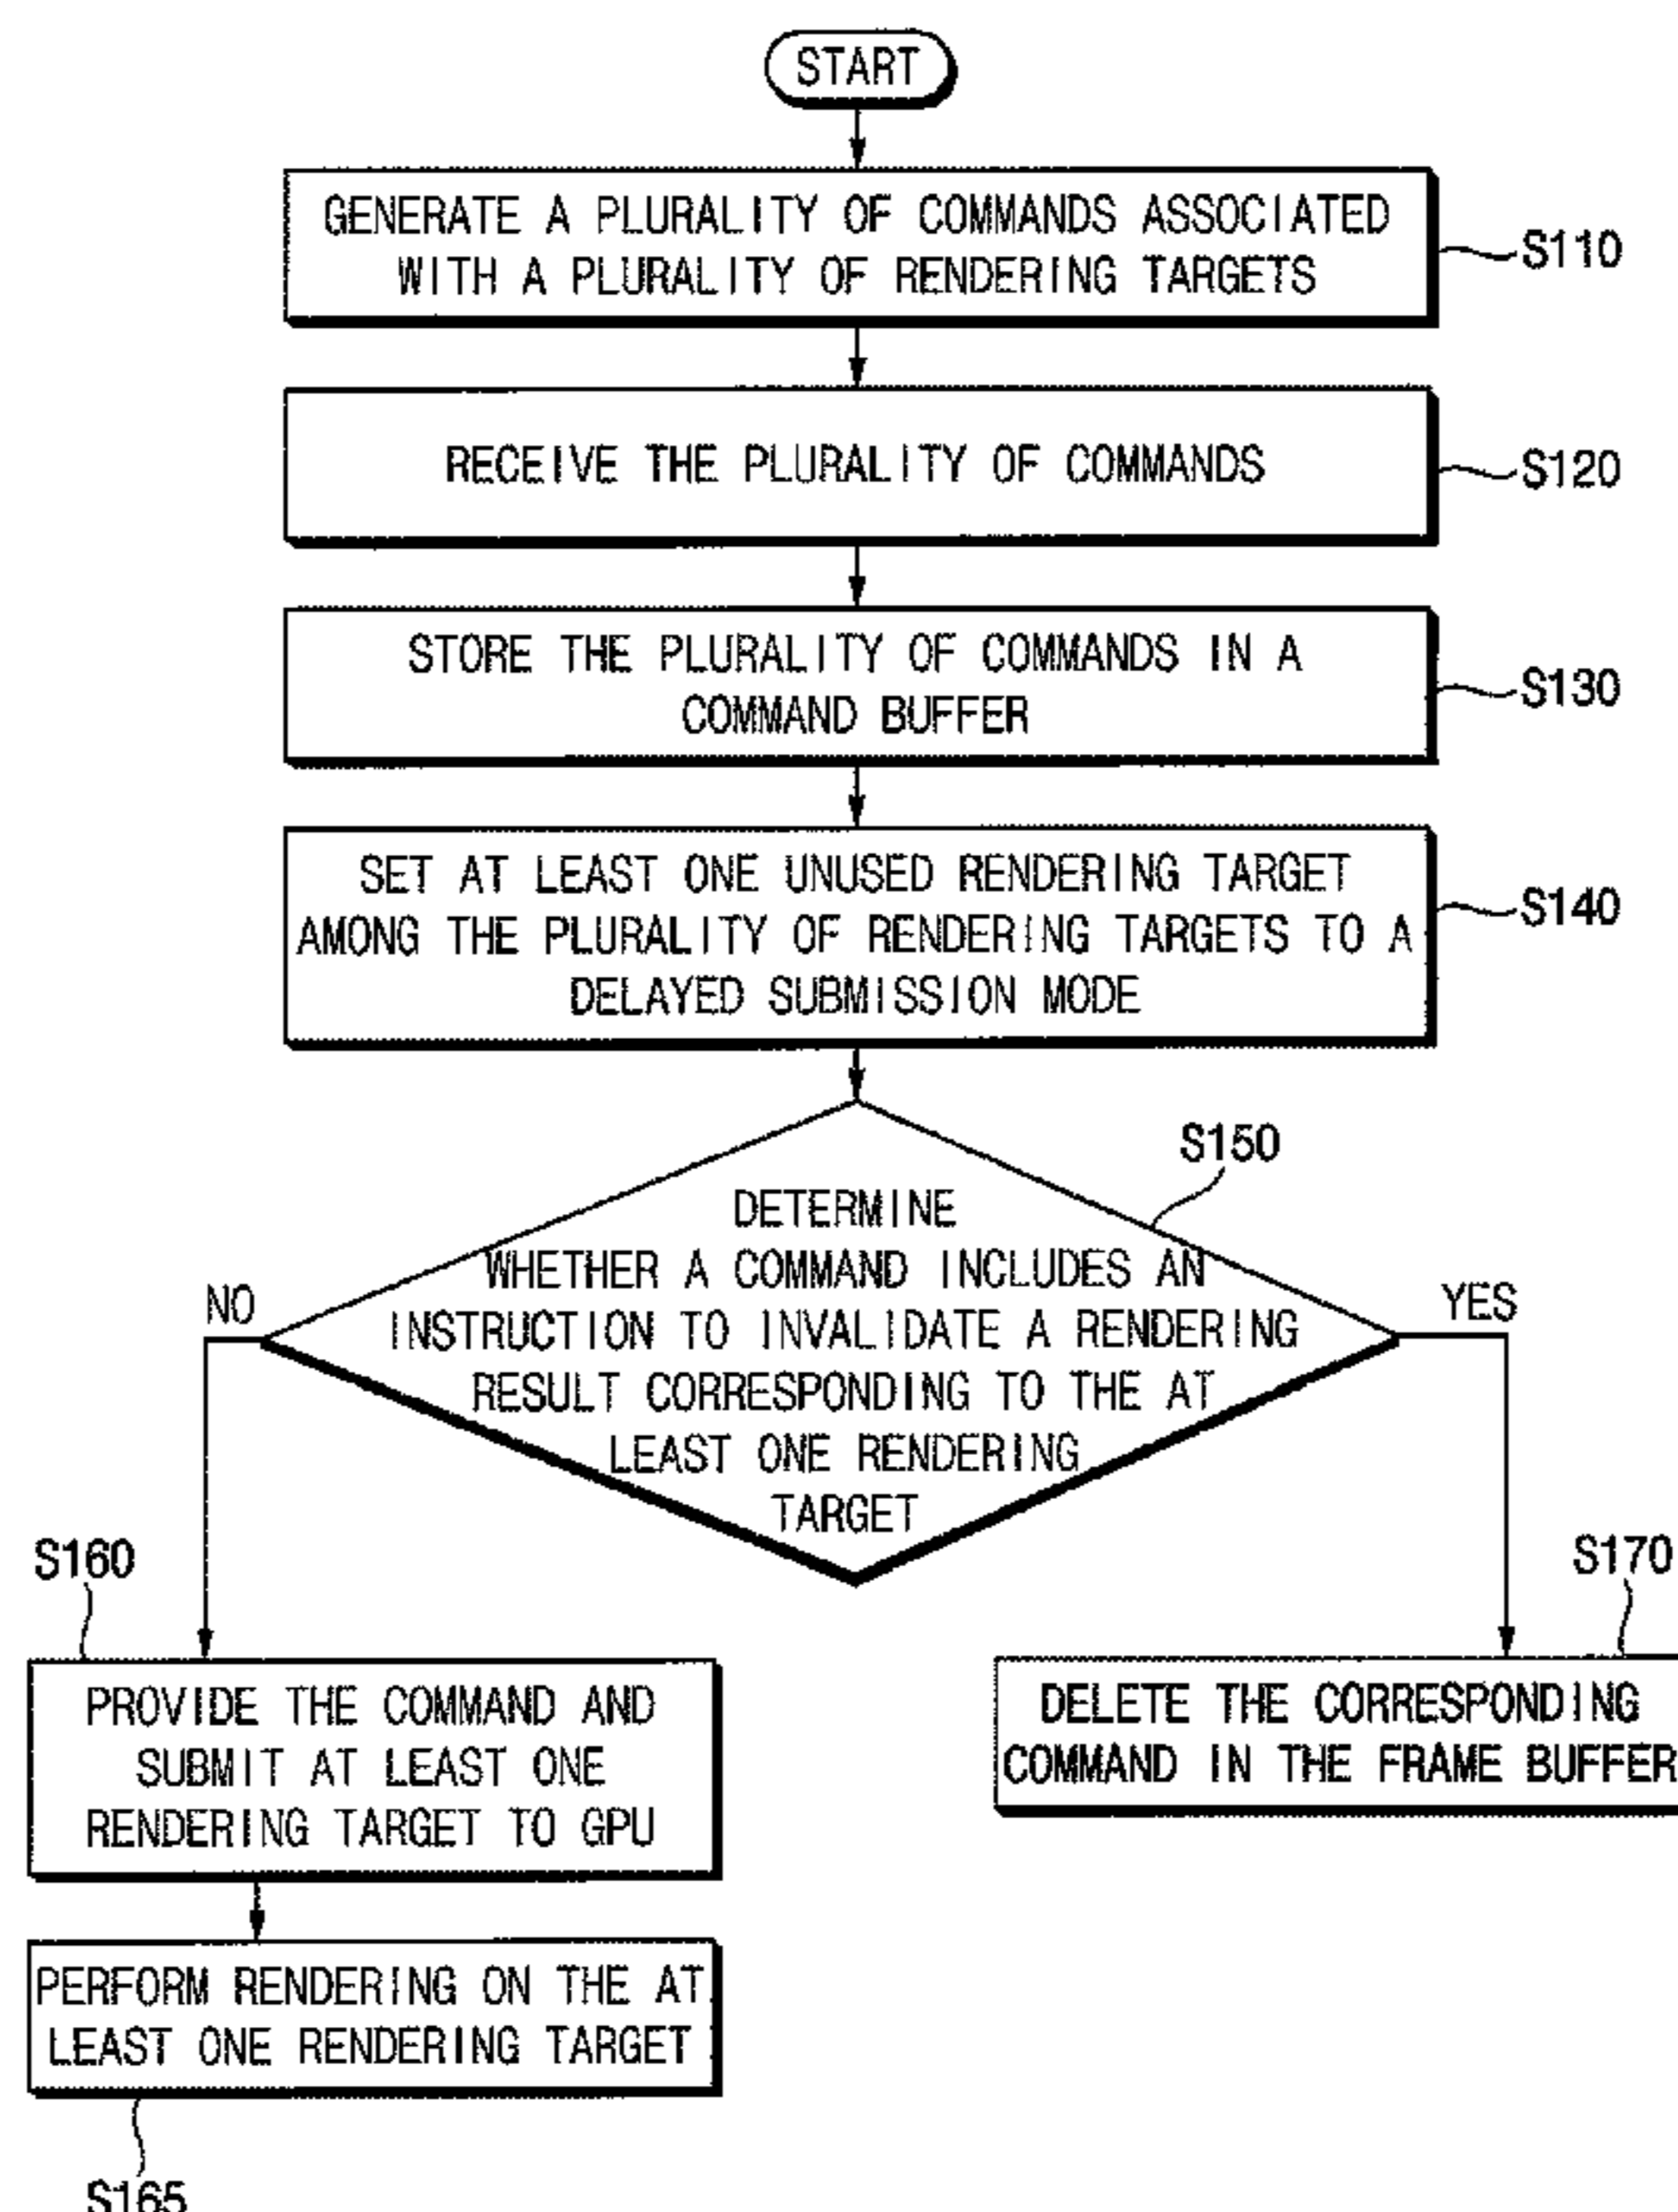 START
GENERATE A PLURALITY OF COMMANDS ASSOCIATED
WITH A PLURALITY OF RENDERING TARGETS
S110
RECEIVE THE PLURALITY OF COMMANDS
S120
STORE THE PLURALITY OF COMMANDS IN A
COMMAND BUFFER
S130
SET AT LEAST ONE UNUSED RENDERING TARGET
AMONG THE PLURALITY OF RENDERING TARGETS TO A
DELAYED SUBMISSION MODE
S140
S150
DETERMINE
WHETHER A COMMAND INCLUDES AN
INSTRUCTION TO INVALIDATE A RENDERING
RESULT CORRESPONDING TO THE AT
LEAST ONE RENDERING
TARGET
NO
YES
S160
PROVIDE THE COMMAND AND
SUBMIT AT LEAST ONE
RENDERING TARGET TO GPU
S170
DELETE THE CORRESPONDING
COMMAND IN THE FRAME BUFFER
PERFORM RENDERING ON THE AT
LEAST ONE RENDERING TARGET
S165